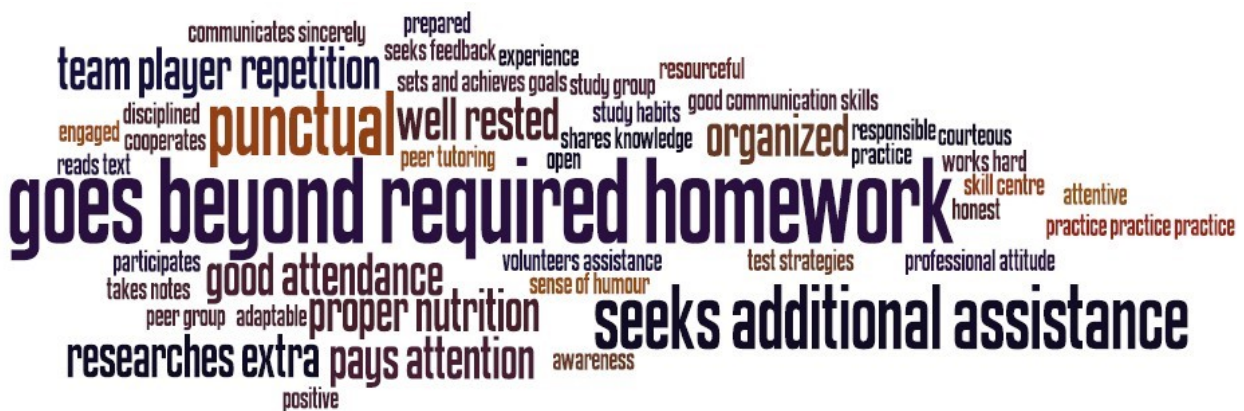 prepared
communicates sincerely
seeks feedback
experience
team player
repetition
resourceful
sets and achieves goals
study group
disciplined
punctual
well rested
study habits
good communication skills
engaged
cooperates
shares knowledge
organized
responsible
courteous
reads text
peer tutoring
open
practice
works hard
goes beyond required homework
skill centre
attentive
honest
practice practice practice
participates
good attendance
volunteers assistance
test strategies
professional attitude
takes notes
sense of humour
peer group
adaptable
proper nutrition
seeks additional assistance
researches extra
pays attention
awareness
positive